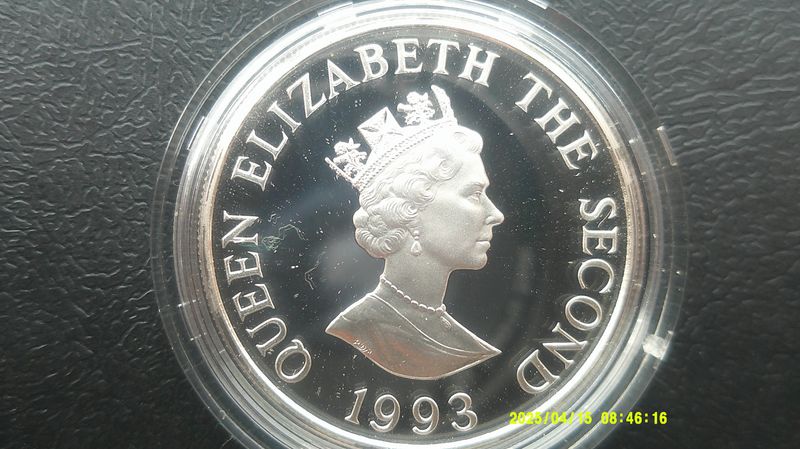 QUEEN ELIZABETH THE SECOND
1993
2025/04/15 08:46:16